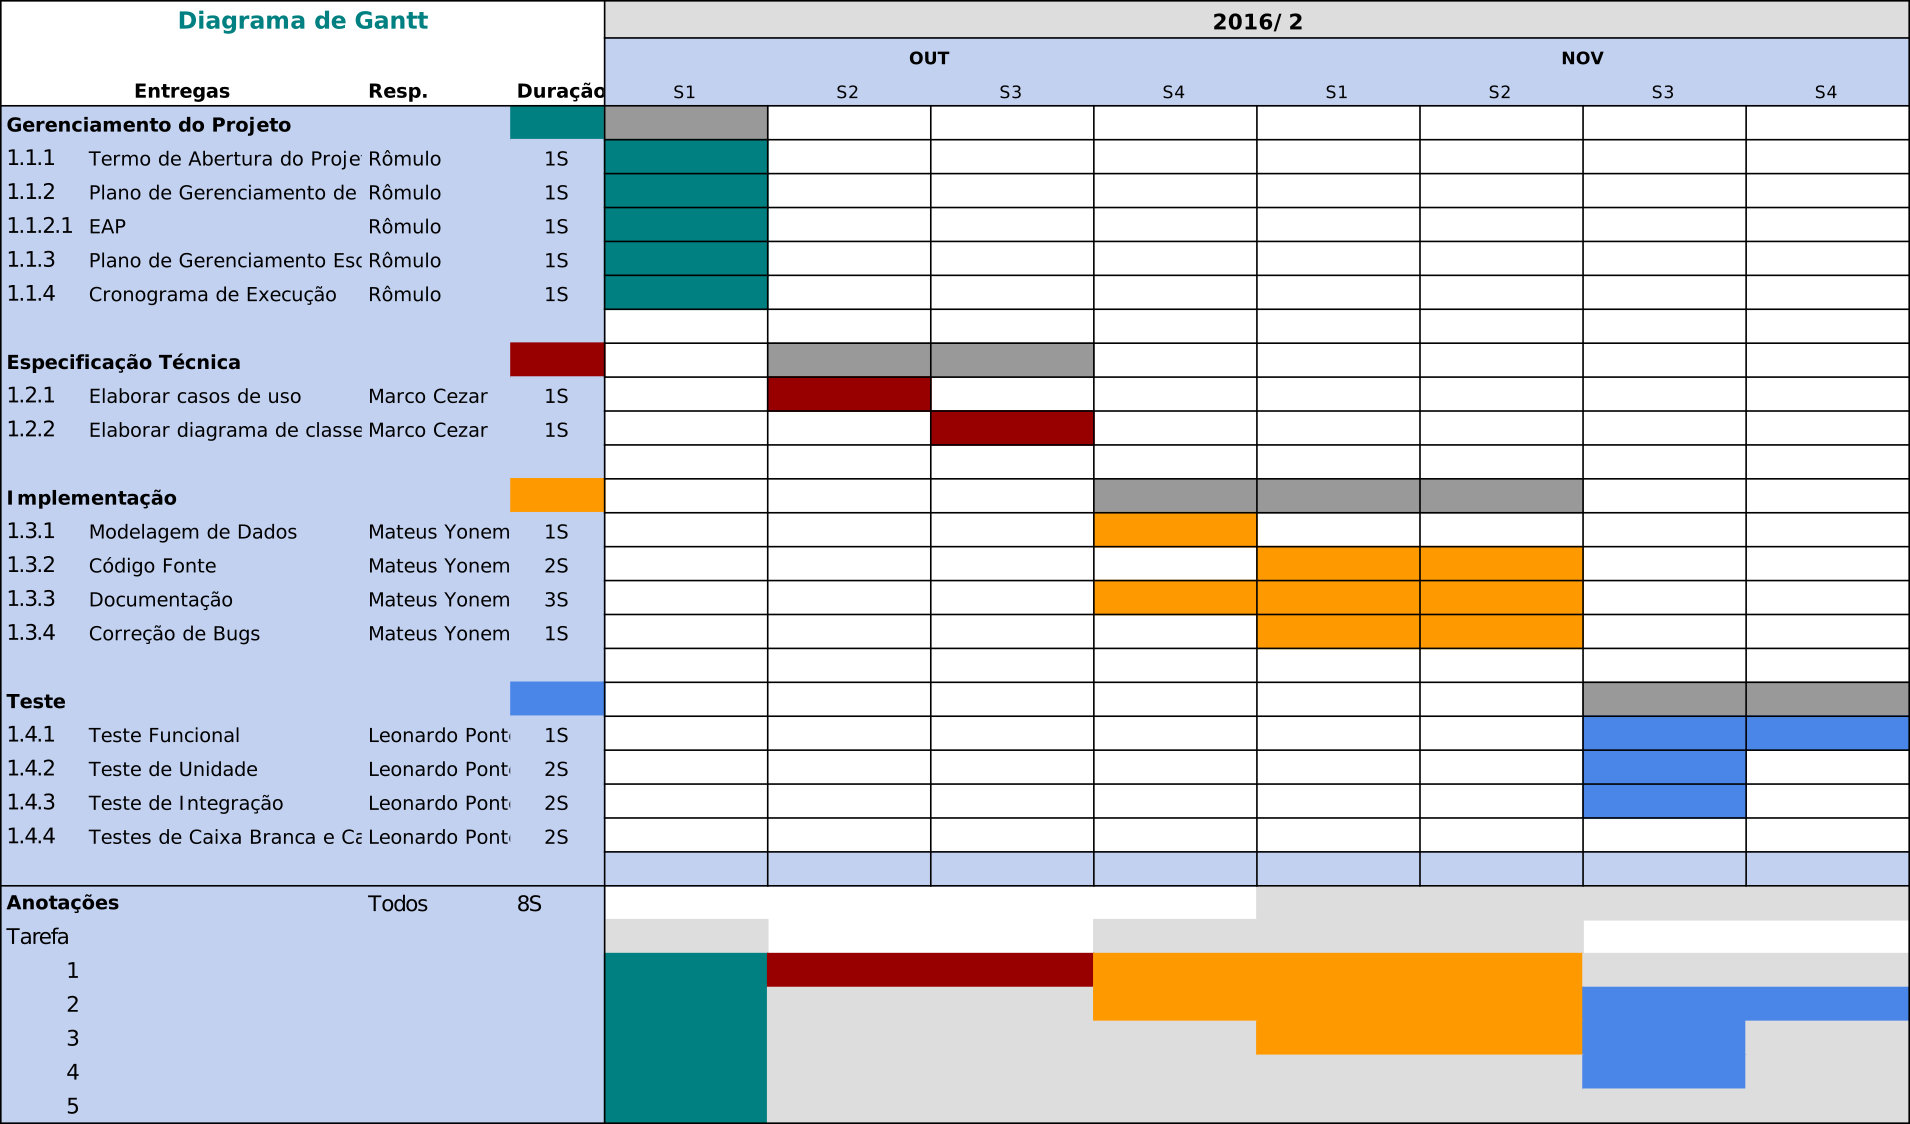 Diagrama de Gantt 2016/ 2
OUT NOV
Entregas Resp. Duração S1 S2 S3 S4 S1 S2 S3 S4
Gerenciamento do Projeto
1.1.1 Termo de Abertura do Proje Rômulo 1S
1.1.2 Plano de Gerenciamento de Rômulo 1S
1.1.2.1 EAP Rômulo 1S
1.1.3 Plano de Gerenciamento Esc Rômulo 1S
1.1.4 Cronograma de Execução Rômulo 1S
Especificação Técnica
1.2.1 Elaborar casos de uso Marco Cezar 1S
1.2.2 Elaborar diagrama de classe Marco Cezar 1S
Implementação
1.3.1 Modelagem de Dados Mateus Yonem 1S
1.3.2 Código Fonte Mateus Yonem 2S
1.3.3 Documentação Mateus Yonem 3S
1.3.4 Correção de Bugs Mateus Yonem 1S
Teste
1.4.1 Teste Funcional Leonardo Ponte 1S
1.4.2 Teste de Unidade Leonardo Ponte 2S
1.4.3 Teste de Integração Leonardo Ponte 2S
1.4.4 Testes de Caixa Branca e Ca Leonardo Ponte 2S
Anotações Todos 8S
Tarefa
1
2
3
4
5